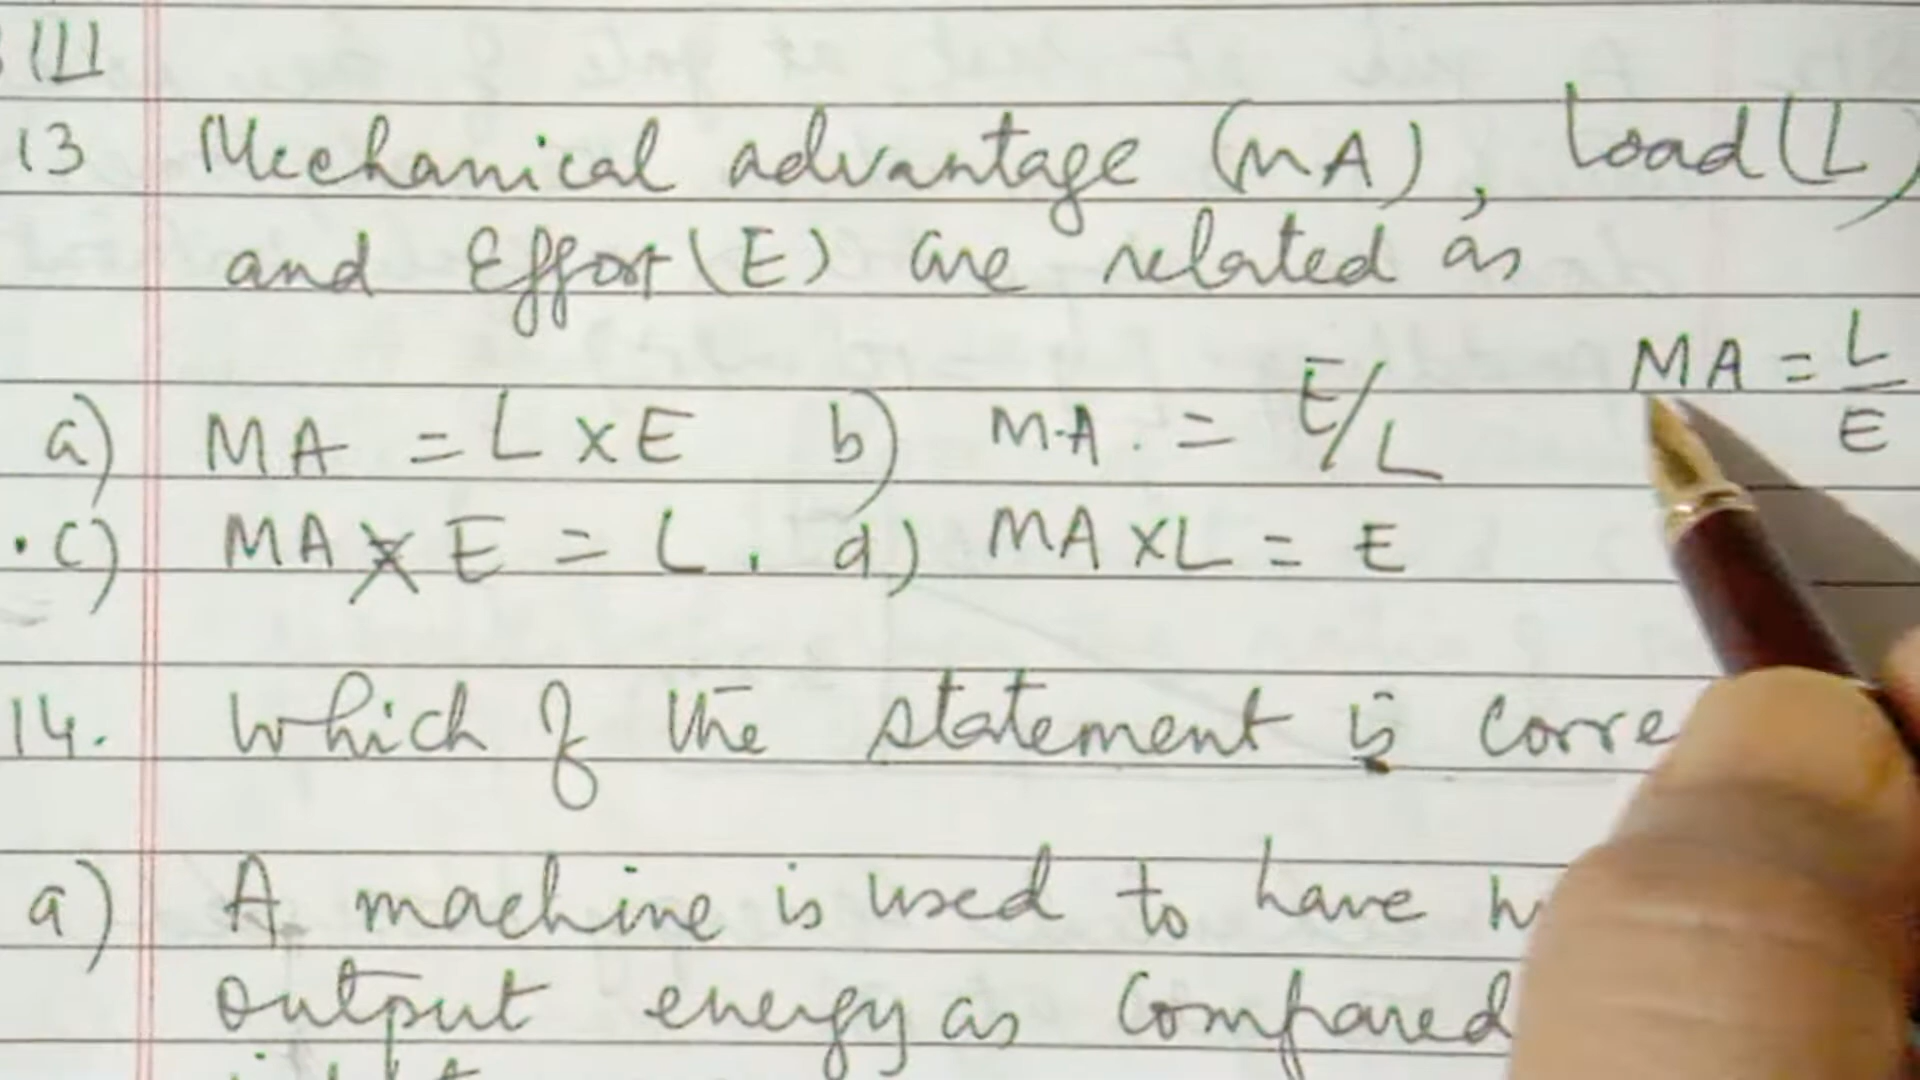 13 Mechanical advantage (MA), Load (L)
and Effort (E) are related as
MA = L/E
a) MA = L x E b) M.A. = E/L
c) MA x E = L. d) MA x L = E
14. Which of the statement is
a) A machine is used to have
output energy as Compared